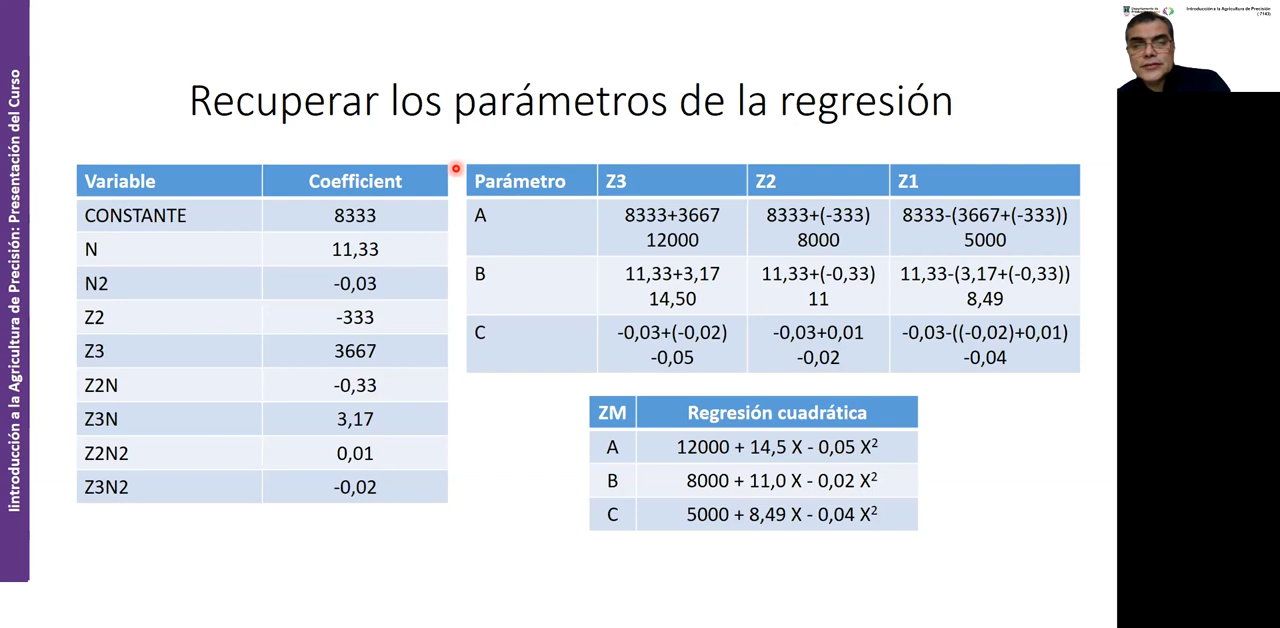 Iintroducción a la Agricultura de Precisión: Presentación del Curso
Introducción a la Agricultura de Precisión
(7143)
Recuperar los parámetros de la regresión
Variable Coefficient
CONSTANTE 8333
N 11,33
N2 -0,03
Z2 -333
Z3 3667
Z2N -0,33
Z3N 3,17
Z2N2 0,01
Z3N2 -0,02
Parámetro Z3 Z2 Z1
A 8333+3667 8333+(-333) 8333-(3667+(-333))
12000 8000 5000
B 11,33+3,17 11,33+(-0,33) 11,33-(3,17+(-0,33))
14,50 11 8,49
C -0,03+(-0,02) -0,03+0,01 -0,03-((-0,02)+0,01)
-0,05 -0,02 -0,04
ZM Regresión cuadrática
A 12000 + 14,5 X - 0,05 X²
B 8000 + 11,0 X - 0,02 X²
C 5000 + 8,49 X - 0,04 X²